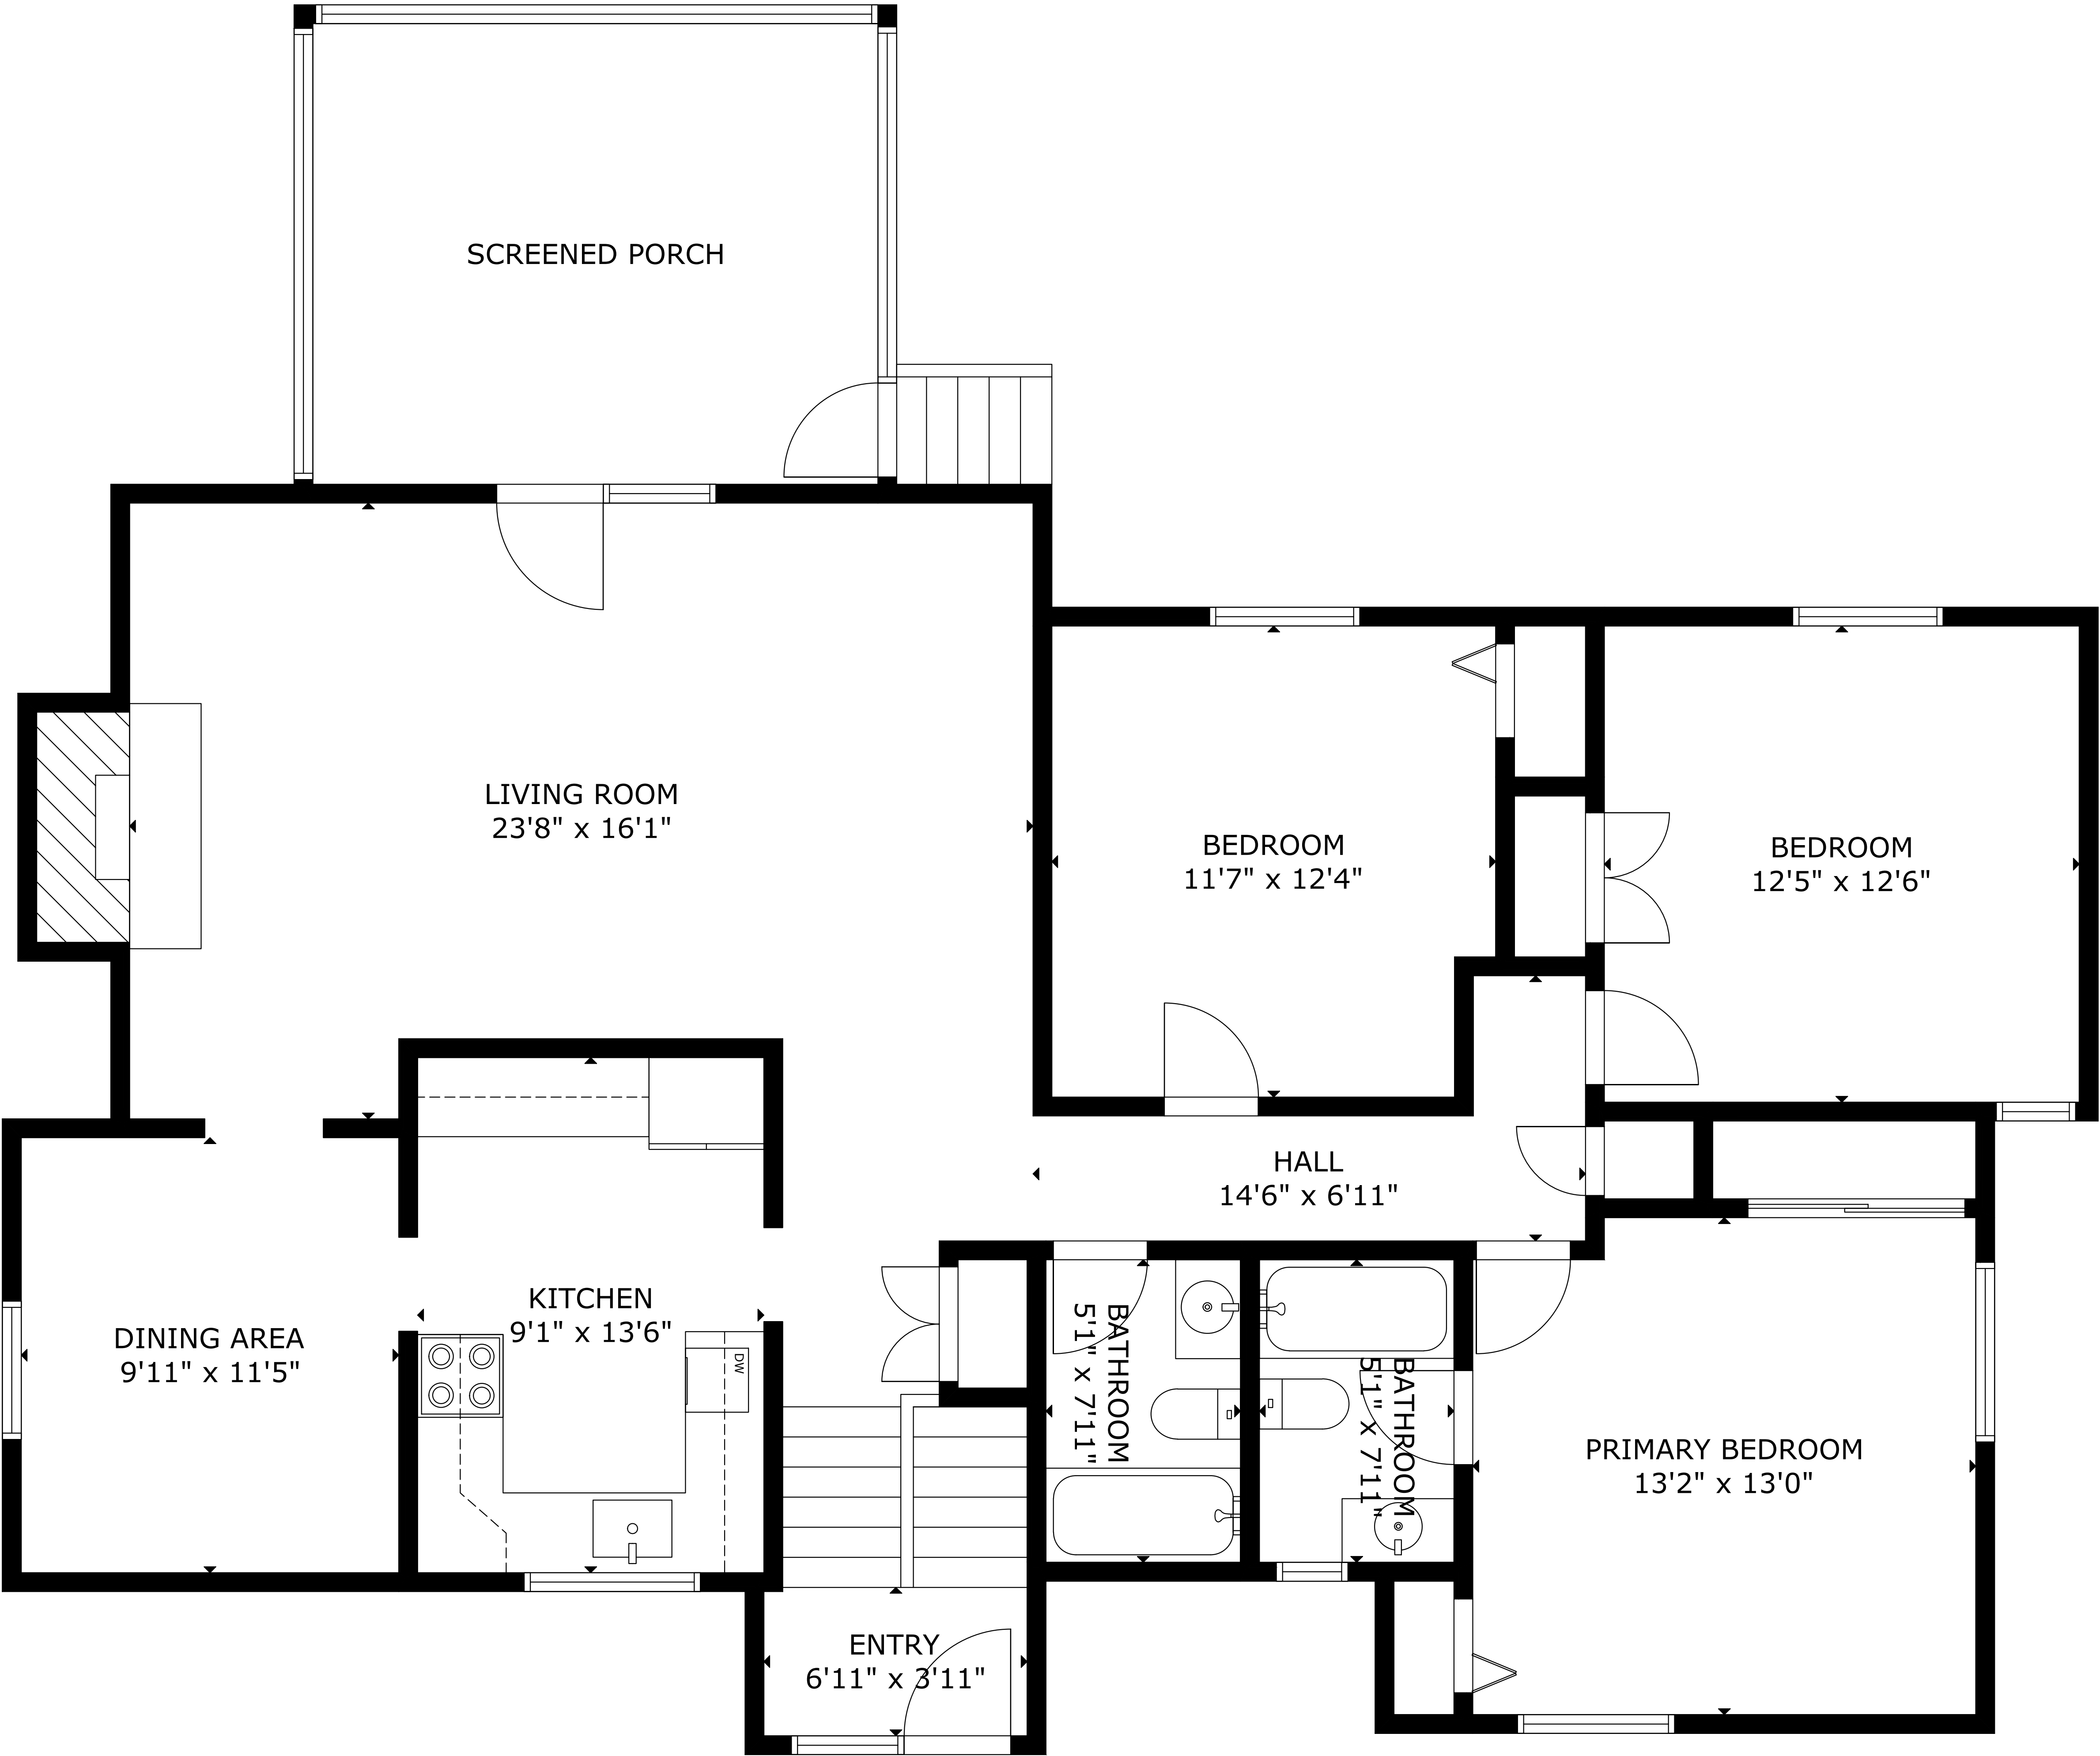 SCREENED PORCH
LIVING ROOM
23'8" x 16'1"
BEDROOM
11'7" x 12'4"
BEDROOM
12'5" x 12'6"
HALL
14'6" x 6'11"
KITCHEN
9'1" x 13'6"
DINING AREA
9'11" x 11'5"
DW
BATHROOM
5'1" x 7'11"
BATHROOM
5'1" x 7'11"
PRIMARY BEDROOM
13'2" x 13'0"
ENTRY
6'11" x 3'11"